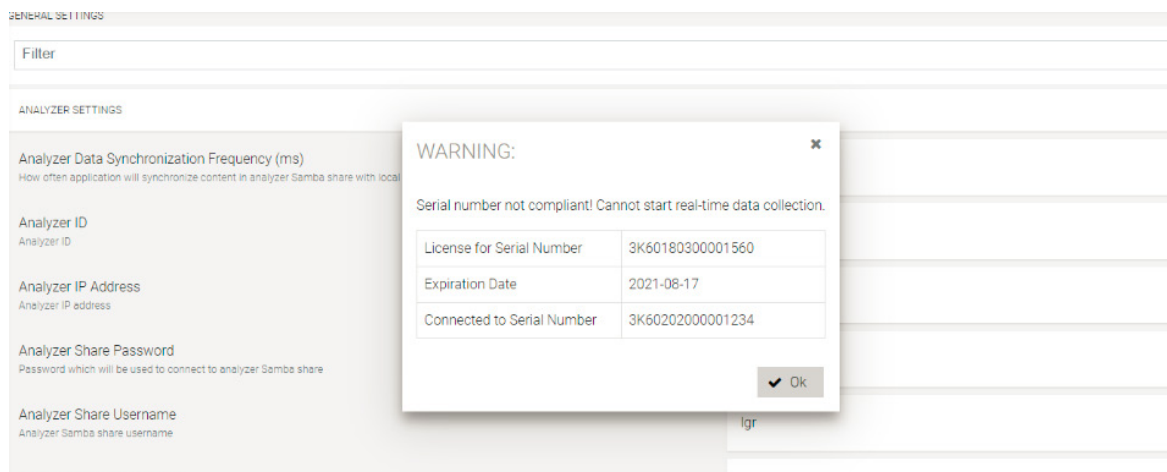 GENERAL SETTINGS
Filter
ANALYZER SETTINGS
Analyzer Data Synchronization Frequency (ms)
How often application will synchronize content in analyzer Samba share with local
Analyzer ID
Analyzer ID
Analyzer IP Address
Analyzer IP address
Analyzer Share Password
Password which will be used to connect to analyzer Samba share
Analyzer Share Username
Analyzer Samba share username
lgr
WARNING:
Serial number not compliant! Cannot start real-time data collection.
License for Serial Number 3K60180300001560
Expiration Date 2021-08-17
Connected to Serial Number 3K60202000001234
Ok